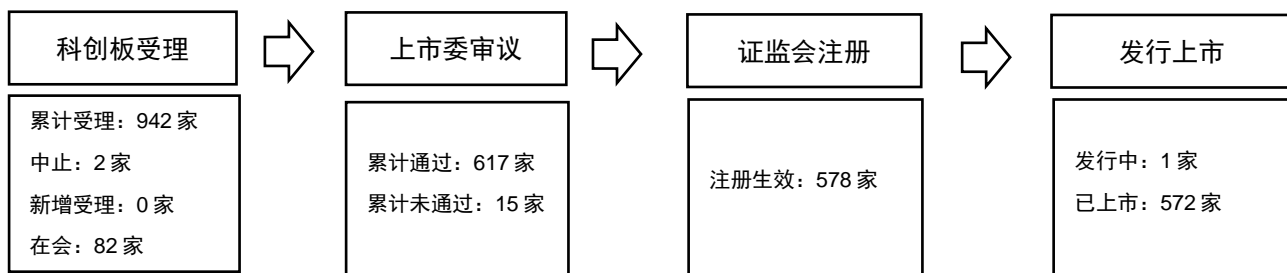 科创板受理
上市委审议
证监会注册
发行上市
累计受理：942 家
中止：2 家
新增受理：0 家
在会：82 家
累计通过：617 家
累计未通过：15 家
注册生效：578 家
发行中：1 家
已上市：572 家